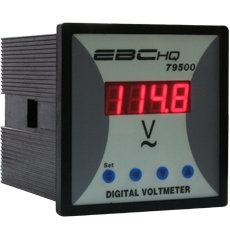 EBCHQ
79500
114.8
V
~
Set
DIGITAL VOLTMETER